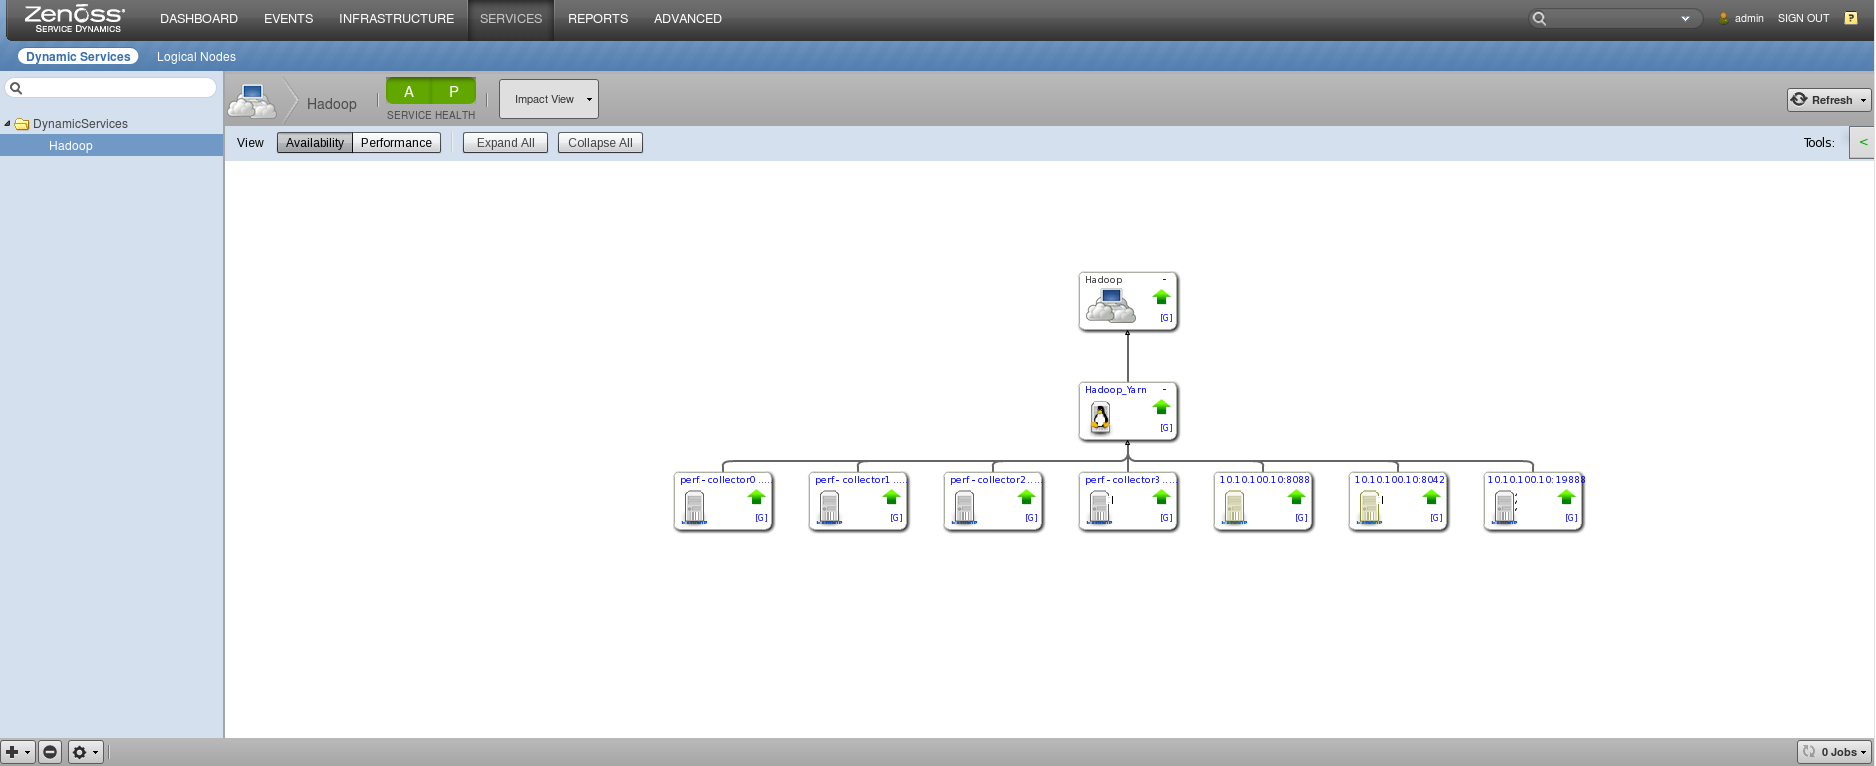 Zenoss
SERVICE DYNAMICS
DASHBOARD EVENTS INFRASTRUCTURE SERVICES REPORTS ADVANCED
admin SIGN OUT ?
Dynamic Services Logical Nodes
Hadoop
A P
SERVICE HEALTH
Impact View
Refresh
DynamicServices
Hadoop
View Availability Performance Expand All Collapse All
Tools: <
Hadoop -
[G]
Hadoop_Yarn -
[G]
perf-collector0 ..... perf-collector1 ..... perf-collector2 ..... perf-collector3 ..... 10.10.100.10:8088 10.10.100.10:8042 10.10.100.10:19888
[G] [G] [G] [G] [G] [G] [G]
0 Jobs